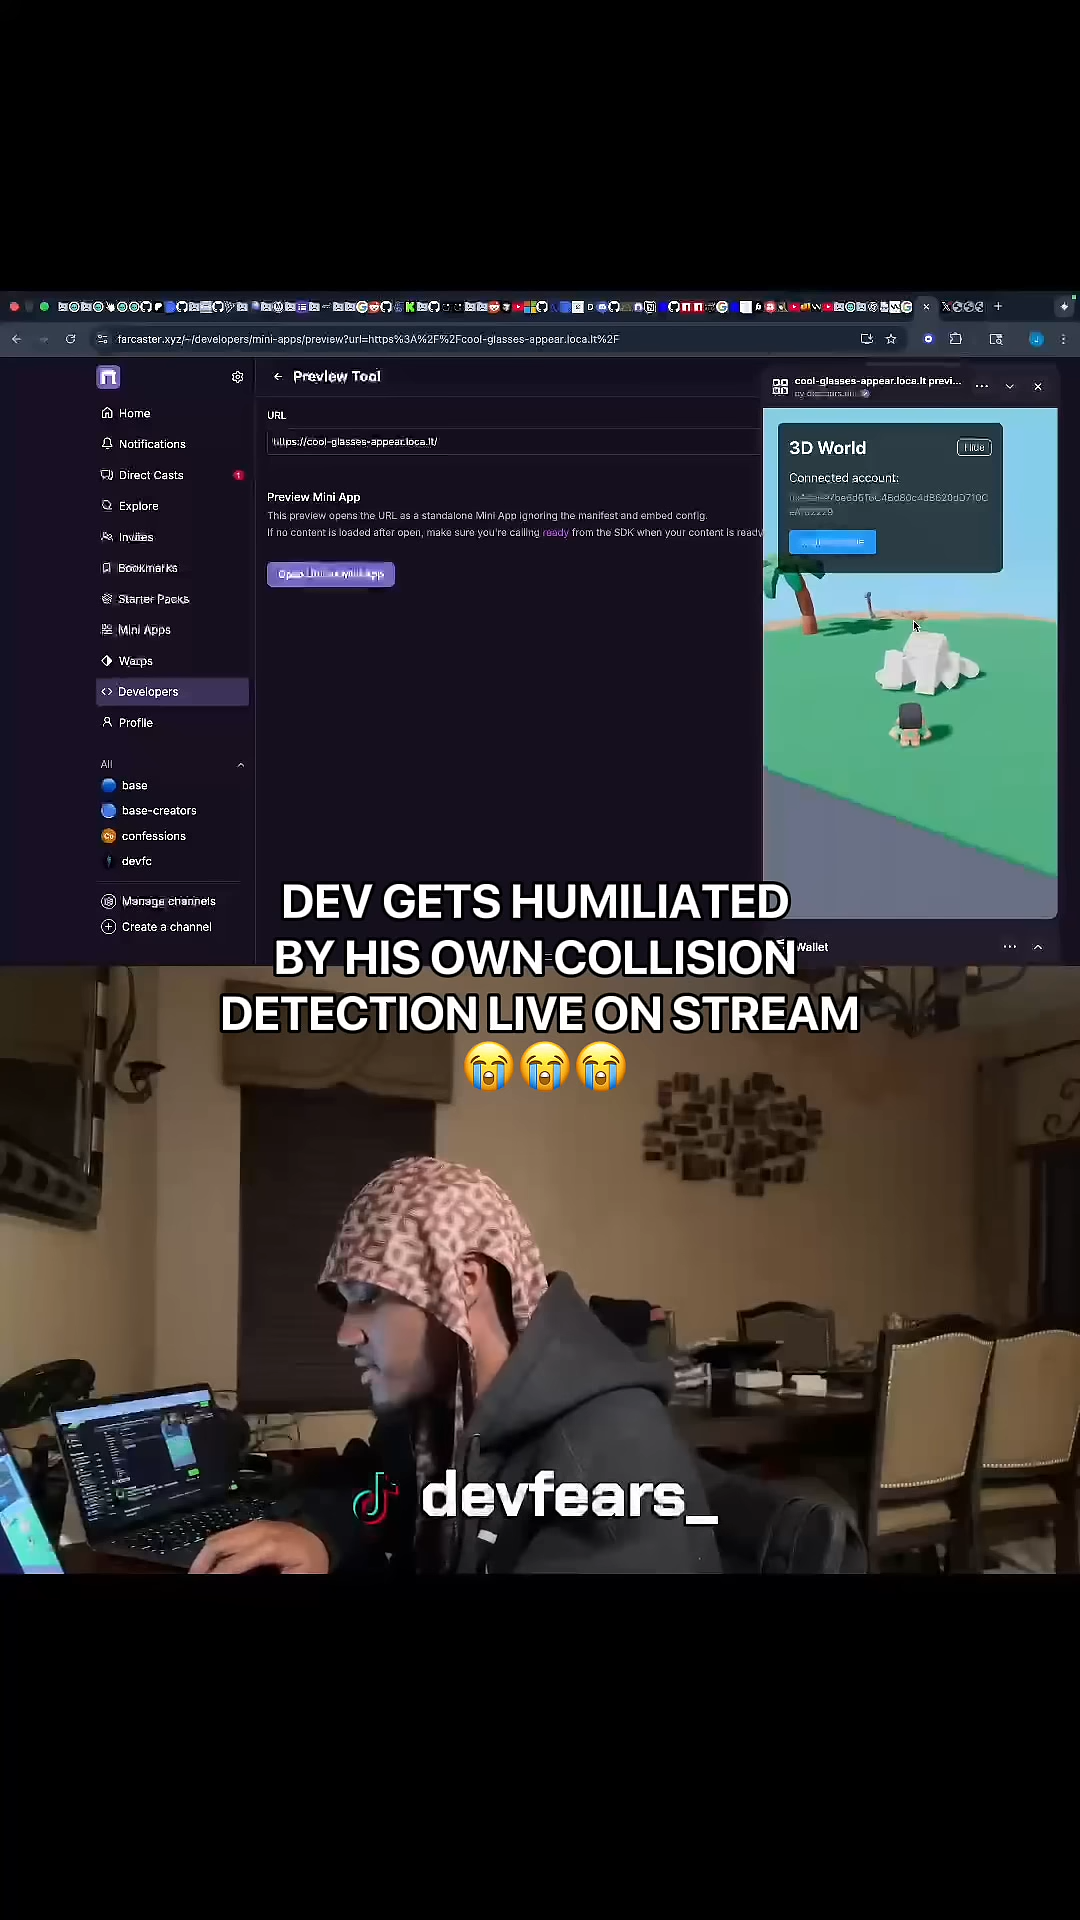 farcaster.xyz/~/developers/mini-apps/preview?url=https%3A%2F%2Fcool-glasses-appear.loca.lt%2F
Home
Notifications
Direct Casts
1
Explore
Invites
Bookmarks
Starter Packs
Mini Apps
Warps
Developers
Profile
All
base
base-creators
confessions
devfc
Manage channels
Create a channel
Preview Tool
URL
https://cool-glasses-appear.loca.lt/
Preview Mini App
This preview opens the URL as a standalone Mini App ignoring the manifest and embed config.
If no content is loaded after open, make sure you're calling ready from the SDK when your content is ready
cool-glasses-appear.loca.lt previ...
3D World
Hide
Connected account:
Wallet
DEV GETS HUMILIATED
BY HIS OWN COLLISION
DETECTION LIVE ON STREAM
😭😭😭
devfears_